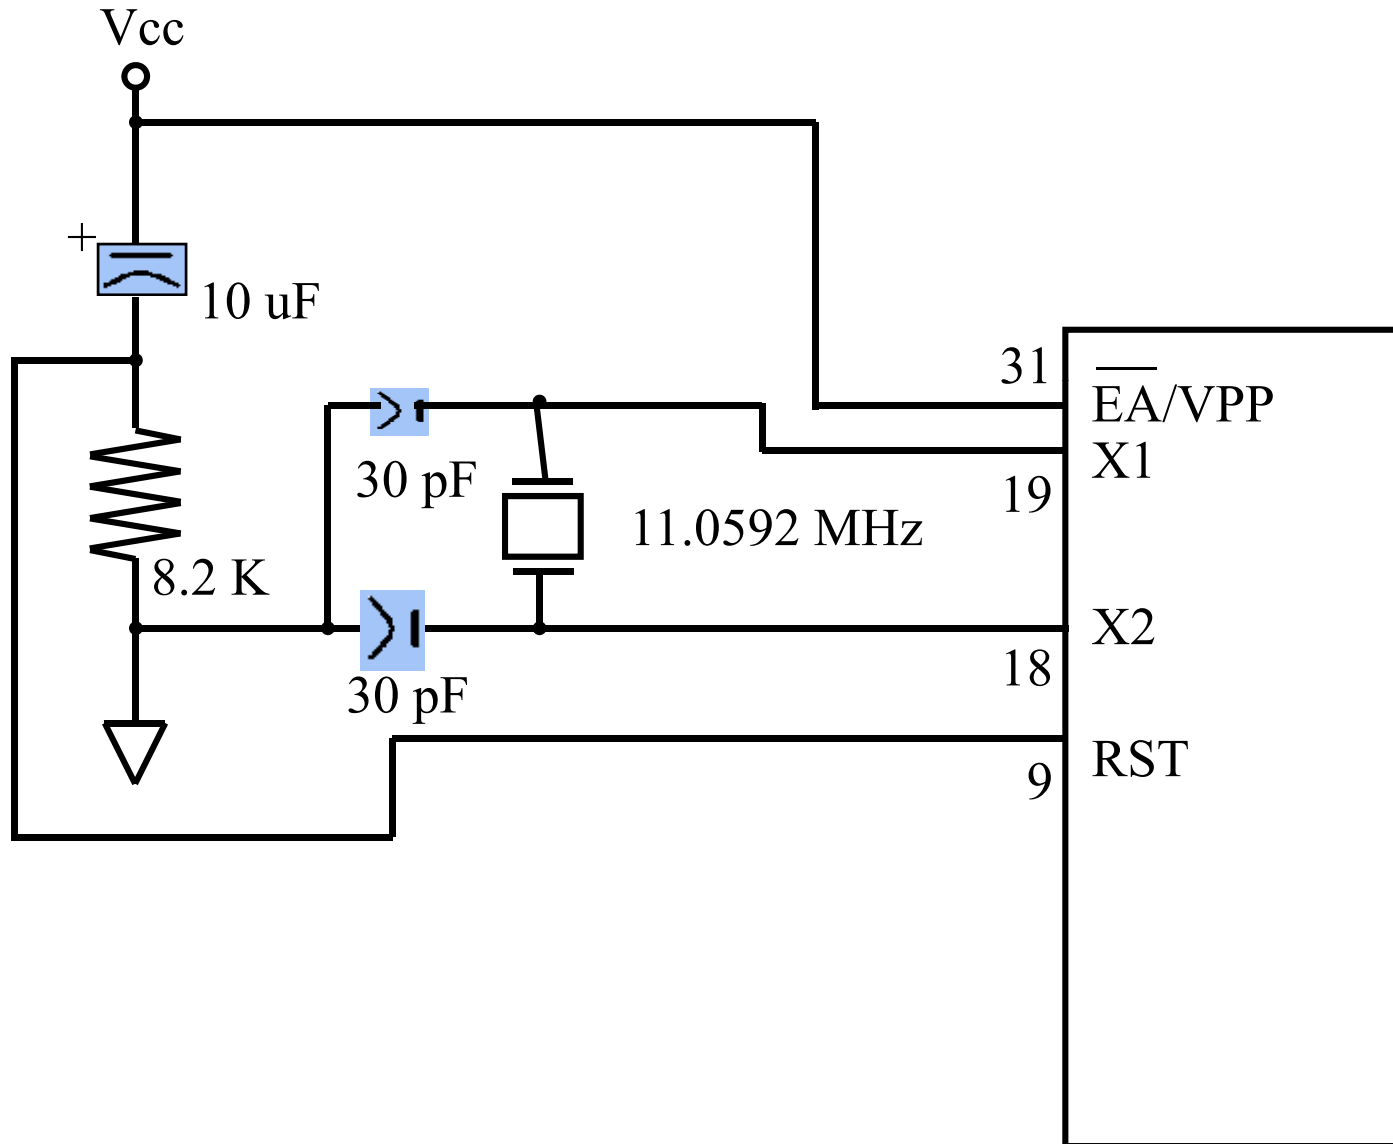 Vcc
+
10 uF
31
EA/VPP
X1
30 pF
19
11.0592 MHz
8.2 K
X2
18
30 pF
RST
9